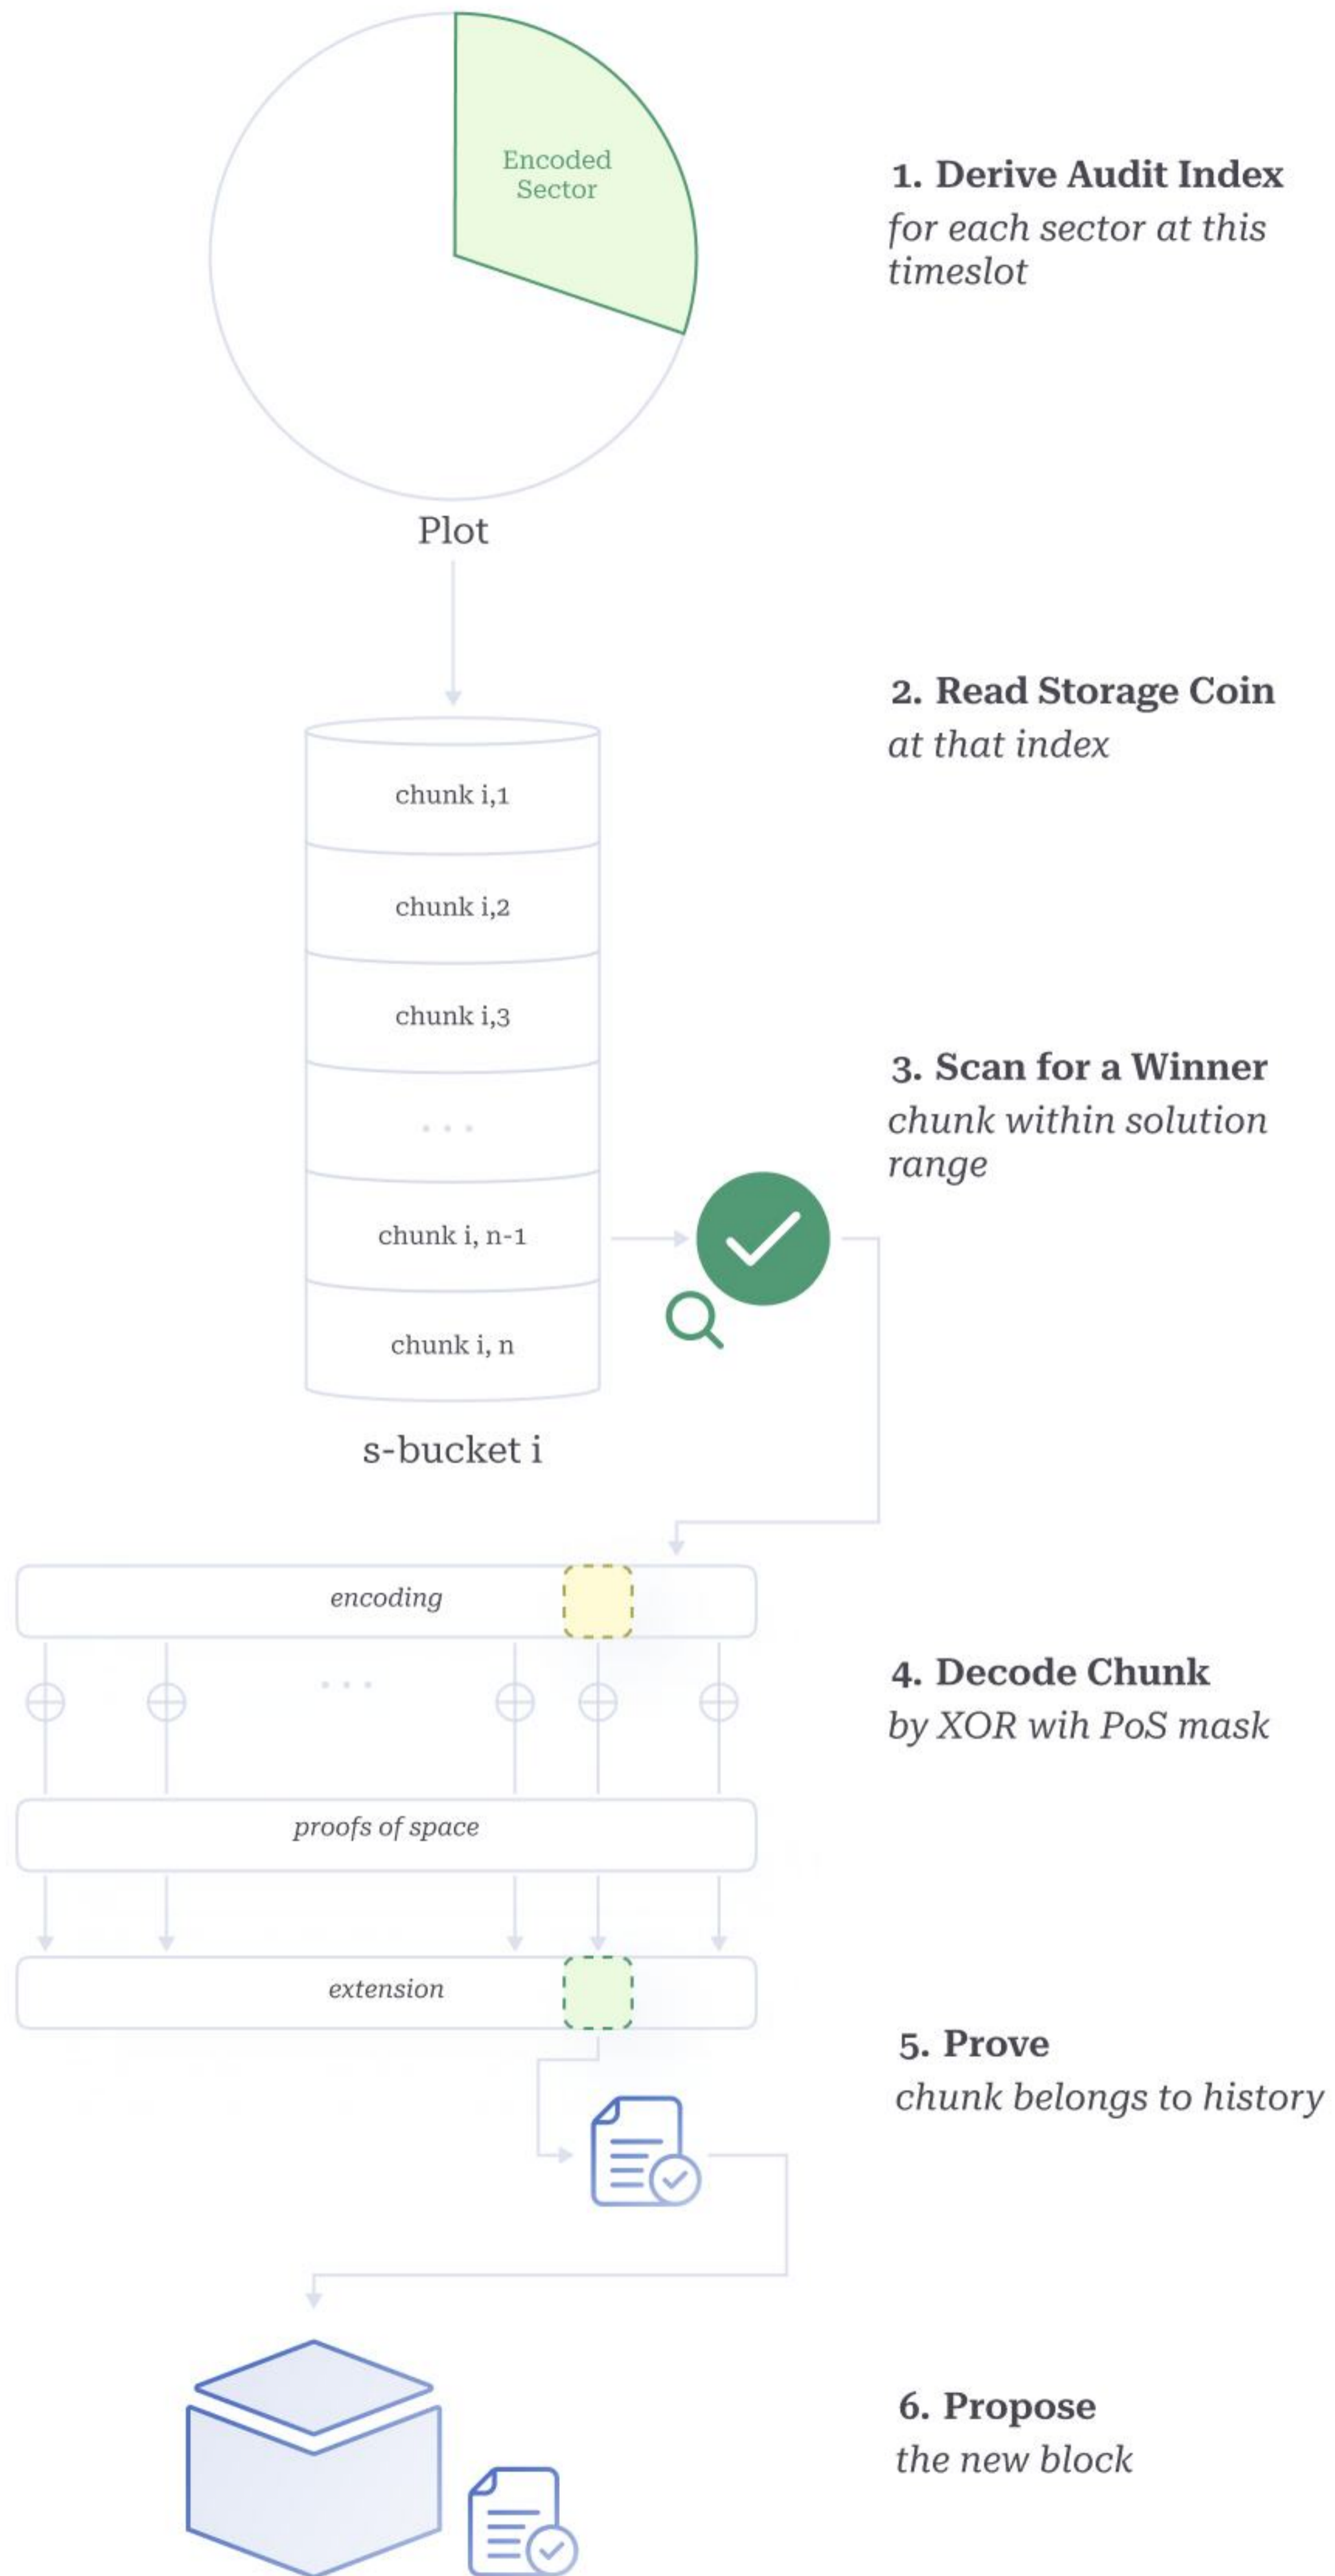 Encoded
Sector
1. Derive Audit Index
for each sector at this
timeslot
Plot
2. Read Storage Coin
at that index
chunk i,1
chunk i,2
chunk i,3
...
chunk i, n-1
chunk i, n
s-bucket i
3. Scan for a Winner
chunk within solution
range
encoding
...
proofs of space
extension
4. Decode Chunk
by XOR wih PoS mask
5. Prove
chunk belongs to history
6. Propose
the new block